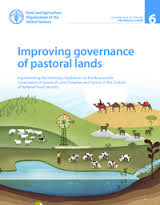 Food and Agriculture
Organization of the
United Nations
GOVERNANCE OF TENURE
TECHNICAL GUIDE
6
Improving governance
of pastoral lands
Implementing the Voluntary Guidelines on the Responsible
Governance of Tenure of Land, Fisheries and Forests in the Context
of National Food Security